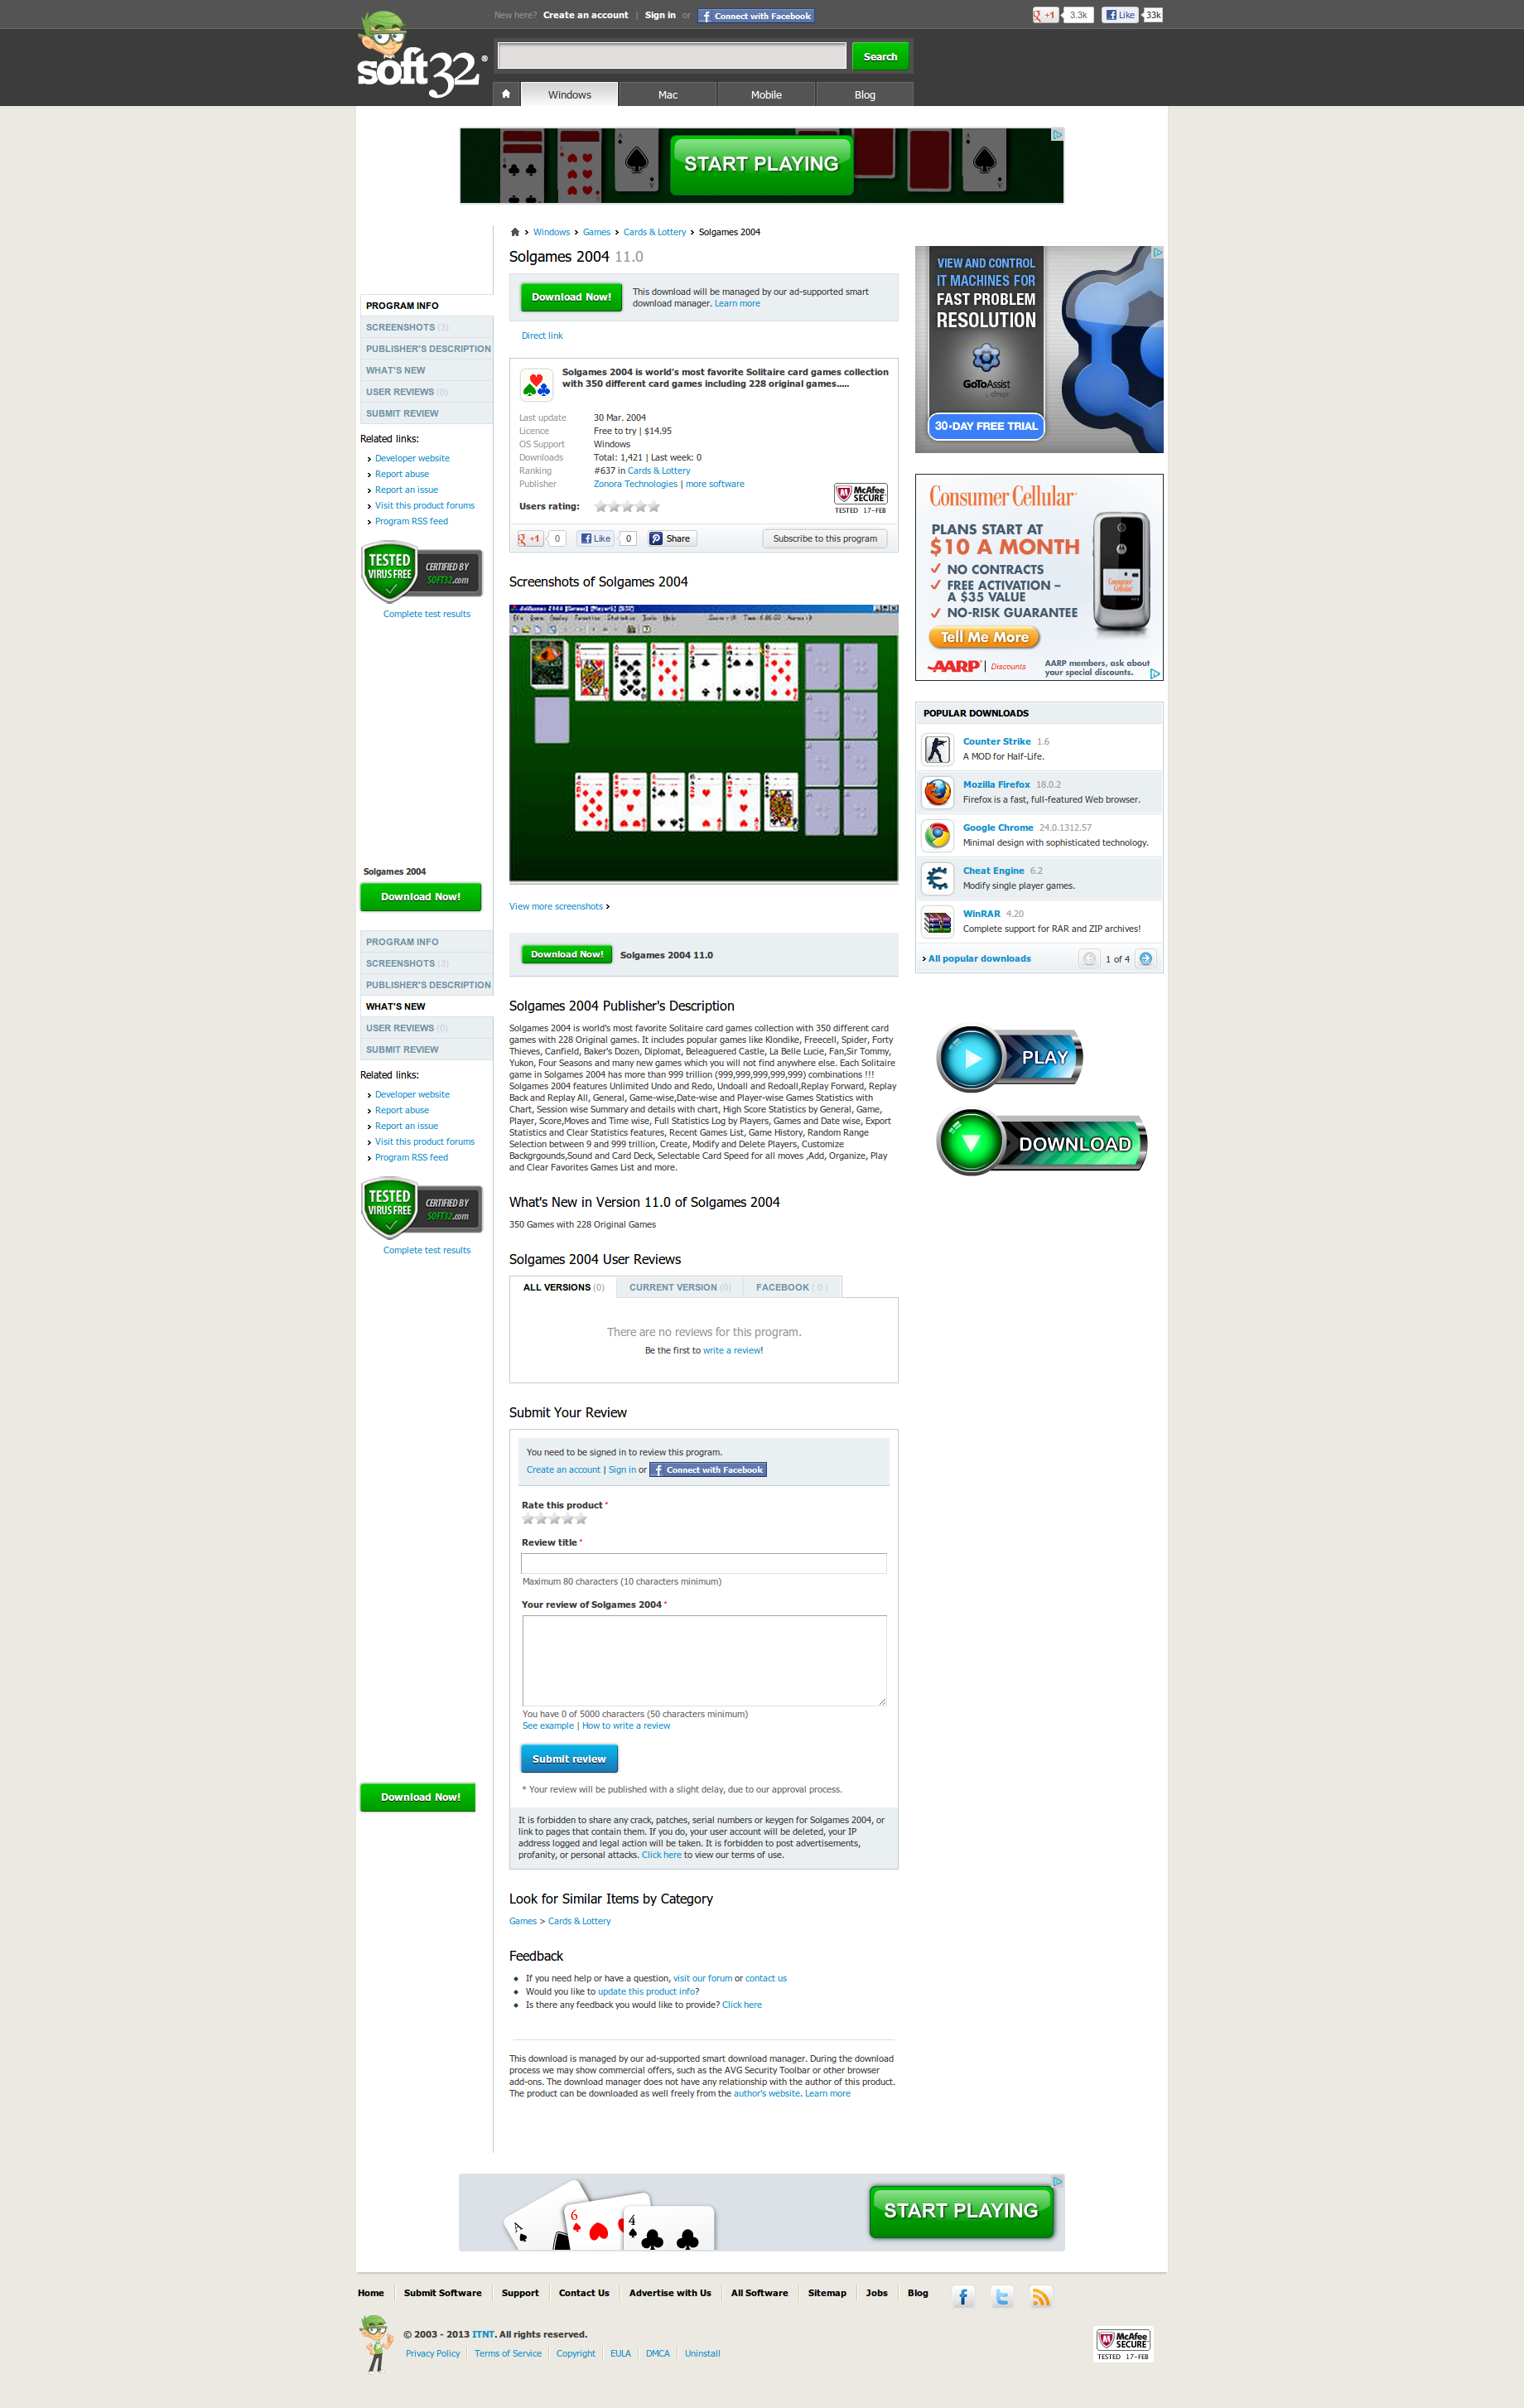 New here? Create an account | Sign in or Connect with Facebook
+1 3.3k Like 33k
soft32®
Search
Windows Mac Mobile Blog
START PLAYING
Windows Games Cards & Lottery Solgames 2004
Solgames 2004 11.0
Download Now!
This download will be managed by our ad-supported smart
download manager. Learn more
Direct link
PROGRAM INFO
SCREENSHOTS (3)
PUBLISHER'S DESCRIPTION
WHAT'S NEW
USER REVIEWS (0)
SUBMIT REVIEW
Related links:
Developer website
Report abuse
Report an issue
Visit this product forums
Program RSS feed
TESTED
VIRUS FREE
CERTIFIED BY
SOFT32.com
Complete test results
Solgames 2004 is world's most favorite Solitaire card games collection
with 350 different card games including 228 original games.....
Last update 30 Mar. 2004
Licence Free to try | $14.95
OS Support Windows
Downloads Total: 1,421 | Last week: 0
Ranking #637 in Cards & Lottery
Publisher Zonora Technologies | more software
Users rating:
McAfee
SECURE
TESTED 17-FEB
+1 0 Like 0 Share Subscribe to this program
Screenshots of Solgames 2004
View more screenshots
Download Now! Solgames 2004 11.0
VIEW AND CONTROL
IT MACHINES FOR
FAST PROBLEM
RESOLUTION
GoToAssist
by citrix
30-DAY FREE TRIAL
Consumer Cellular
PLANS START AT
$10 A MONTH
NO CONTRACTS
FREE ACTIVATION –
A $35 VALUE
NO-RISK GUARANTEE
Tell Me More
AARP | Discounts
AARP members, ask about
your special discounts.
POPULAR DOWNLOADS
Counter Strike 1.6
A MOD for Half-Life.
Mozilla Firefox 18.0.2
Firefox is a fast, full-featured Web browser.
Google Chrome 24.0.1312.57
Minimal design with sophisticated technology.
Cheat Engine 6.2
Modify single player games.
WinRAR 4.20
Complete support for RAR and ZIP archives!
All popular downloads 1 of 4
PLAY
DOWNLOAD
Solgames 2004
Download Now!
PROGRAM INFO
SCREENSHOTS (3)
PUBLISHER'S DESCRIPTION
WHAT'S NEW
USER REVIEWS (0)
SUBMIT REVIEW
Related links:
Developer website
Report abuse
Report an issue
Visit this product forums
Program RSS feed
TESTED
VIRUS FREE
CERTIFIED BY
SOFT32.com
Complete test results
Download Now!
Solgames 2004 Publisher's Description
Solgames 2004 is world's most favorite Solitaire card games collection with 350 different card
games with 228 Original games. It includes popular games like Klondike, Freecell, Spider, Forty
Thieves, Canfield, Baker's Dozen, Diplomat, Beleaguered Castle, La Belle Lucie, Fan,Sir Tommy,
Yukon, Four Seasons and many new games which you will not find anywhere else. Each Solitaire
game in Solgames 2004 has more than 999 trillion (999,999,999,999,999) combinations !!!
Solgames 2004 features Unlimited Undo and Redo, Undoall and Redoall,Replay Forward, Replay
Back and Replay All, General, Game-wise,Date-wise and Player-wise Games Statistics with
Chart, Session wise Summary and details with chart, High Score Statistics by General, Game,
Player, Score,Moves and Time wise, Full Statistics Log by Players, Games and Date wise, Export
Statistics and Clear Statistics features, Recent Games List, Game History, Random Range
Selection between 9 and 999 trillion, Create, Modify and Delete Players, Customize
Backgrgounds,Sound and Card Deck, Selectable Card Speed for all moves ,Add, Organize, Play
and Clear Favorites Games List and more.
What's New in Version 11.0 of Solgames 2004
350 Games with 228 Original Games
Solgames 2004 User Reviews
ALL VERSIONS (0) CURRENT VERSION (0) FACEBOOK ( 0 )
There are no reviews for this program.
Be the first to write a review!
Submit Your Review
You need to be signed in to review this program.
Create an account | Sign in or Connect with Facebook
Rate this product *
Review title *
Maximum 80 characters (10 characters minimum)
Your review of Solgames 2004 *
You have 0 of 5000 characters (50 characters minimum)
See example | How to write a review
Submit review
* Your review will be published with a slight delay, due to our approval process.
It is forbidden to share any crack, patches, serial numbers or keygen for Solgames 2004, or
link to pages that contain them. If you do, your user account will be deleted, your IP
address logged and legal action will be taken. It is forbidden to post advertisements,
profanity, or personal attacks. Click here to view our terms of use.
Look for Similar Items by Category
Games > Cards & Lottery
Feedback
If you need help or have a question, visit our forum or contact us
Would you like to update this product info?
Is there any feedback you would like to provide? Click here
This download is managed by our ad-supported smart download manager. During the download
process we may show commercial offers, such as the AVG Security Toolbar or other browser
add-ons. The download manager does not have any relationship with the author of this product.
The product can be downloaded as well freely from the author's website. Learn more
A 6 4
START PLAYING
Home Submit Software Support Contact Us Advertise with Us All Software Sitemap Jobs Blog
© 2003 - 2013 ITNT. All rights reserved.
Privacy Policy Terms of Service Copyright EULA DMCA Uninstall
McAfee
SECURE
TESTED 17-FEB